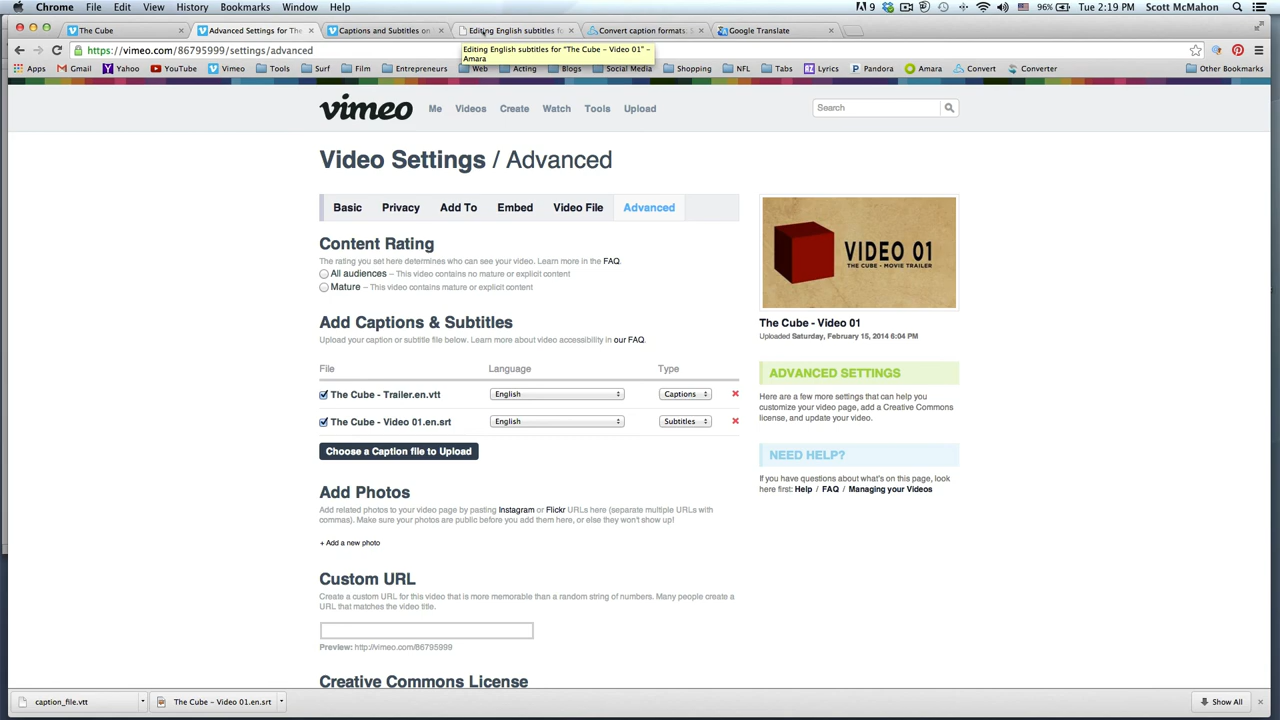 Chrome File Edit View History Bookmarks Window Help 9 96% Tue 2:19 PM Scott McMahon
The Cube Advanced Settings for The Captions and Subtitles on Editing English subtitles fo Convert caption formats: S Google Translate
https://vimeo.com/86795999/settings/advanced
Editing English subtitles for "The Cube – Video 01" –
Amara
Apps Gmail Yahoo YouTube Vimeo Tools Surf Film Entrepreneurs Web Acting Blogs Social Media Shopping NFL Tabs Lyrics Pandora Amara Convert Converter Other Bookmarks
vimeo Me Videos Create Watch Tools Upload Search
Video Settings / Advanced
Basic Privacy Add To Embed Video File Advanced
Content Rating
The rating you set here determines who can see your video. Learn more in the FAQ.
All audiences – This video contains no mature or explicit content
Mature – This video contains mature or explicit content
Add Captions & Subtitles
Upload your caption or subtitle file below. Learn more about video accessibility in our FAQ.
File Language Type
The Cube - Trailer.en.vtt English Captions
The Cube - Video 01.en.srt English Subtitles
Choose a Caption file to Upload
Add Photos
Add related photos to your video page by pasting Instagram or Flickr URLs here (separate multiple URLs with
commas). Make sure your photos are public before you add them here, or else they won't show up!
+ Add a new photo
Custom URL
Create a custom URL for this video that is more memorable than a random string of numbers. Many people create a
URL that matches the video title.
Preview: http://vimeo.com/86795999
Creative Commons License
VIDEO 01
THE CUBE • MOVIE TRAILER
The Cube - Video 01
Uploaded Saturday, February 15, 2014 6:04 PM
ADVANCED SETTINGS
Here are a few more settings that can help you
customize your video page, add a Creative Commons
license, and update your video.
NEED HELP?
If you have questions about what's on this page, look
here first: Help / FAQ / Managing your Videos
caption_file.vtt The Cube – Video 01.en.srt Show All